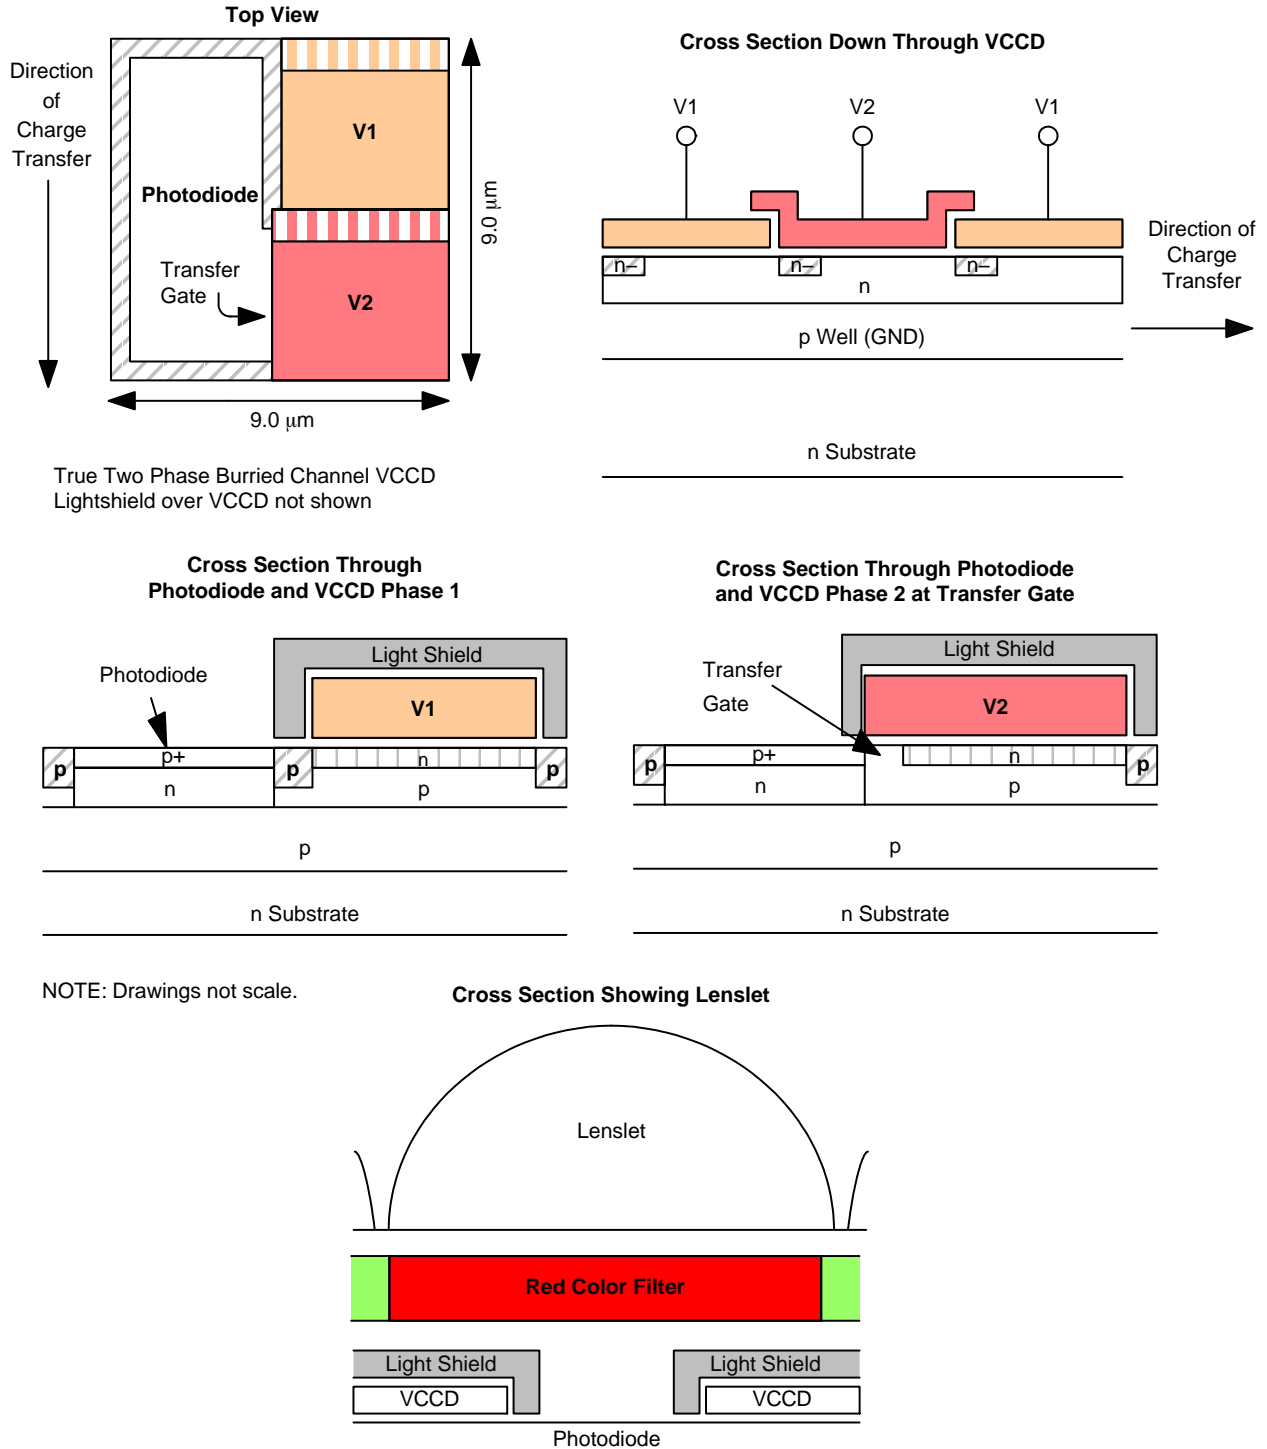 Top View
Direction
of
Charge
Transfer
V1
Photodiode
Transfer
Gate
V2
9.0 μm
9.0 μm
True Two Phase Burried Channel VCCD
Lightshield over VCCD not shown
Cross Section Down Through VCCD
V1
V2
V1
n–
n–
n–
n
p Well (GND)
n Substrate
Direction of
Charge
Transfer
Cross Section Through
Photodiode and VCCD Phase 1
Photodiode
Light Shield
V1
p
p+
p
n
p
n
p
p
n Substrate
Cross Section Through Photodiode
and VCCD Phase 2 at Transfer Gate
Transfer
Gate
Light Shield
V2
p
p+
n
p
n
p
p
n Substrate
NOTE: Drawings not scale.
Cross Section Showing Lenslet
Lenslet
Red Color Filter
Light Shield
Light Shield
VCCD
VCCD
Photodiode